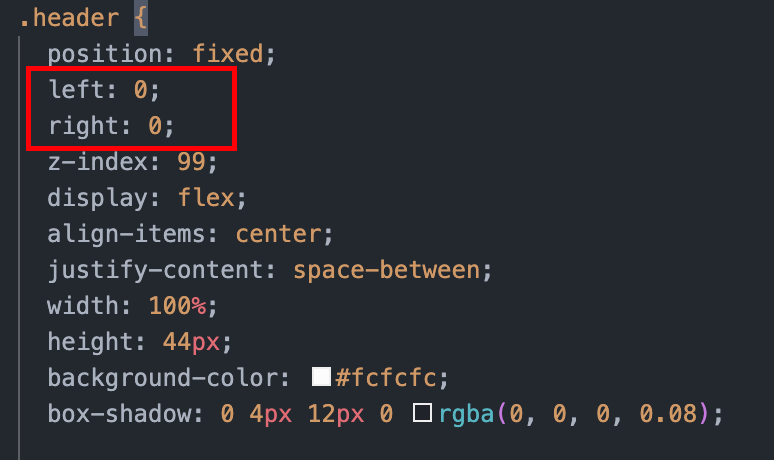 .header {
position: fixed;
left: 0;
right: 0;
z-index: 99;
display: flex;
align-items: center;
justify-content: space-between;
width: 100%;
height: 44px;
background-color: #fcfcfc;
box-shadow: 0 4px 12px 0 rgba(0, 0, 0, 0.08);